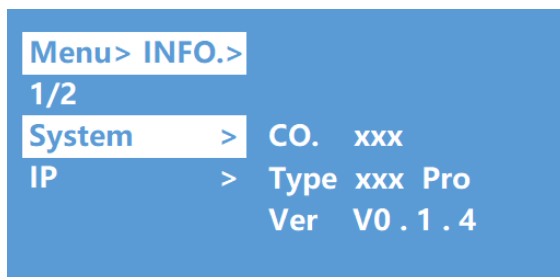 Menu> INFO.>
1/2
System > CO. xxx
IP > Type xxx Pro
Ver V0 . 1 . 4